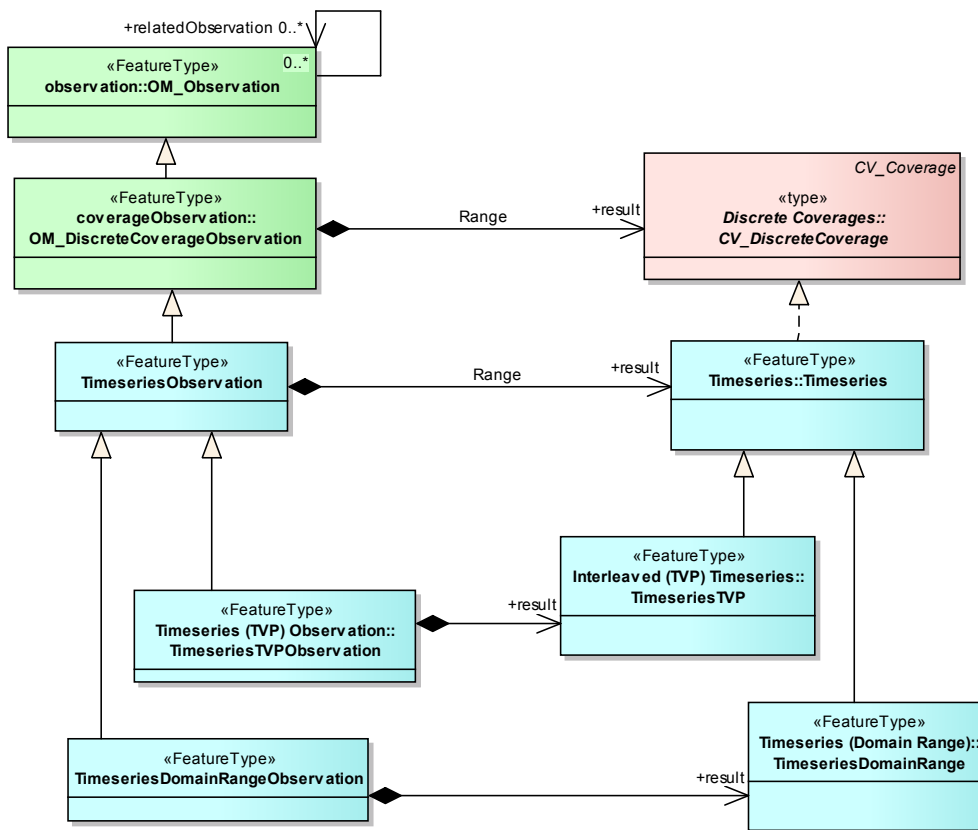 +relatedObservation 0..*
0..*
«FeatureType»
observation::OM_Observation
«FeatureType»
coverageObservation::
OM_DiscreteCoverageObservation
Range
+result
CV_Coverage
«type»
Discrete Coverages::
CV_DiscreteCoverage
«FeatureType»
TimeseriesObservation
Range
+result
«FeatureType»
Timeseries::Timeseries
«FeatureType»
Interleaved (TVP) Timeseries::
TimeseriesTVP
«FeatureType»
Timeseries (TVP) Observation::
TimeseriesTVPObservation
+result
«FeatureType»
Timeseries (Domain Range)::
TimeseriesDomainRange
«FeatureType»
TimeseriesDomainRangeObservation
+result